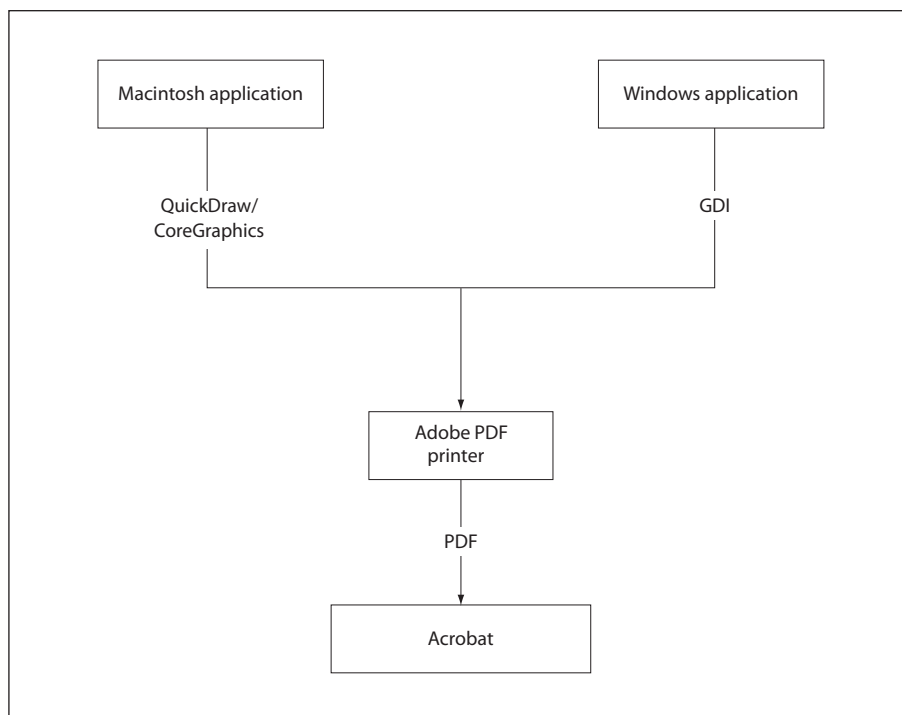 Macintosh application
Windows application
QuickDraw/
CoreGraphics
GDI
Adobe PDF
printer
PDF
Acrobat